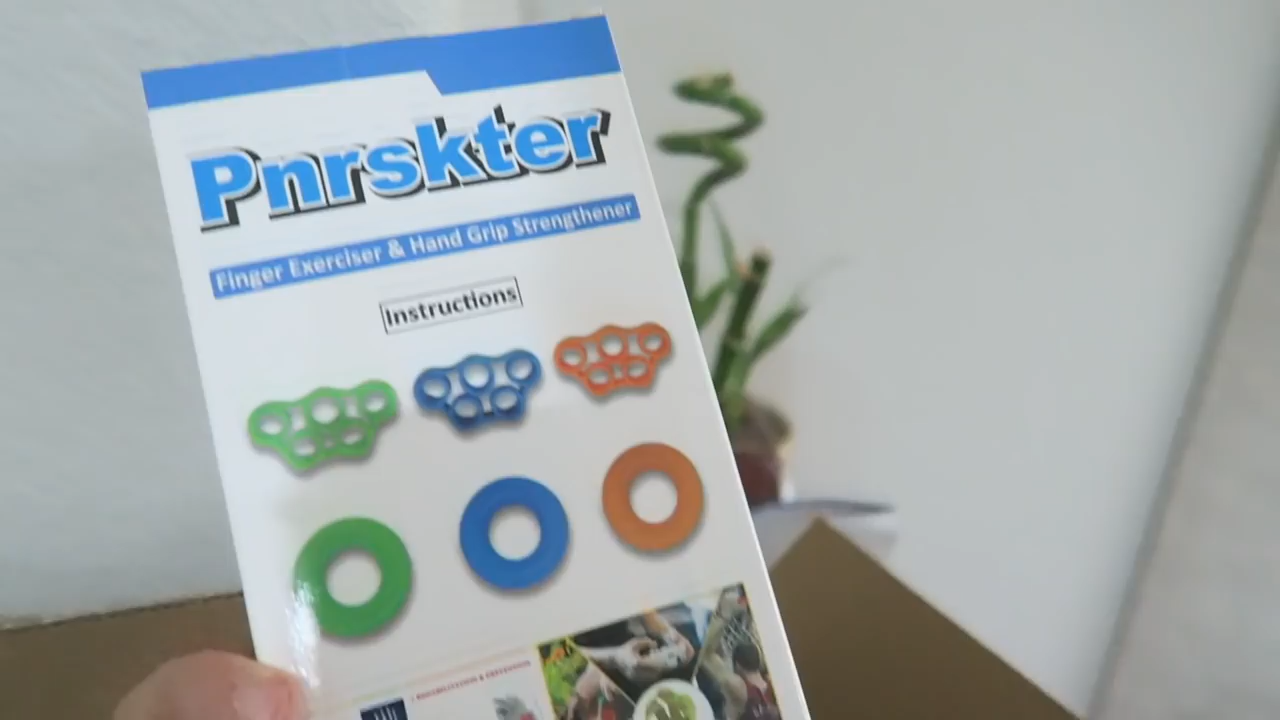 Pnrskter
Finger Exerciser & Hand Grip Strengthener
Instructions